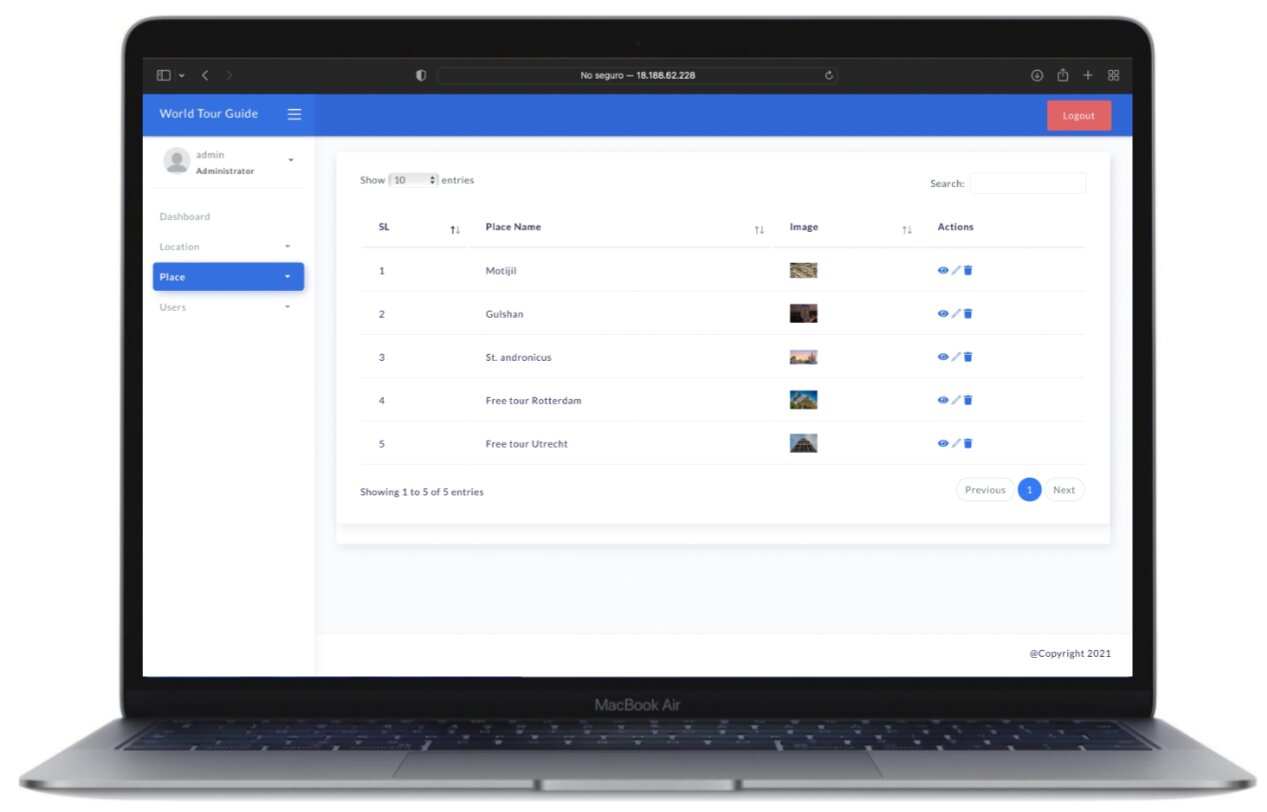 No seguro — 18.188.62.228
World Tour Guide
Logout
admin
Administrator
Dashboard
Location
Place
Users
Show 10 entries
Search:
SL Place Name Image Actions
1 Motijil
2 Gulshan
3 St. andronicus
4 Free tour Rotterdam
5 Free tour Utrecht
Showing 1 to 5 of 5 entries
Previous 1 Next
@Copyright 2021
MacBook Air